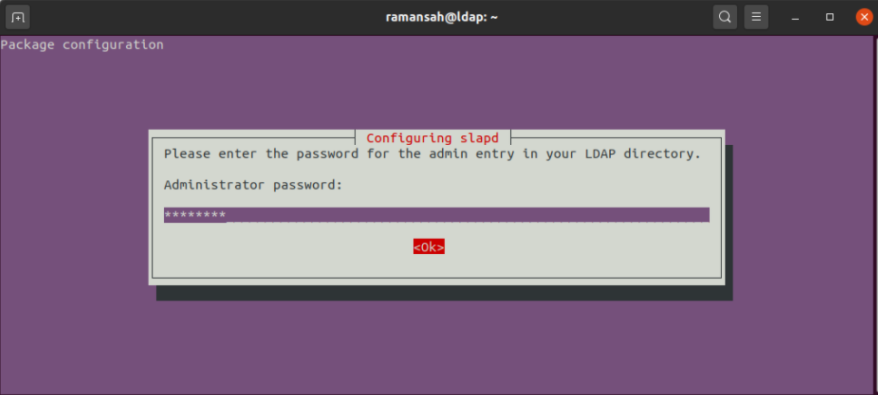 ramansah@ldap: ~
Package configuration
Configuring slapd
Please enter the password for the admin entry in your LDAP directory.
Administrator password:
********
<Ok>